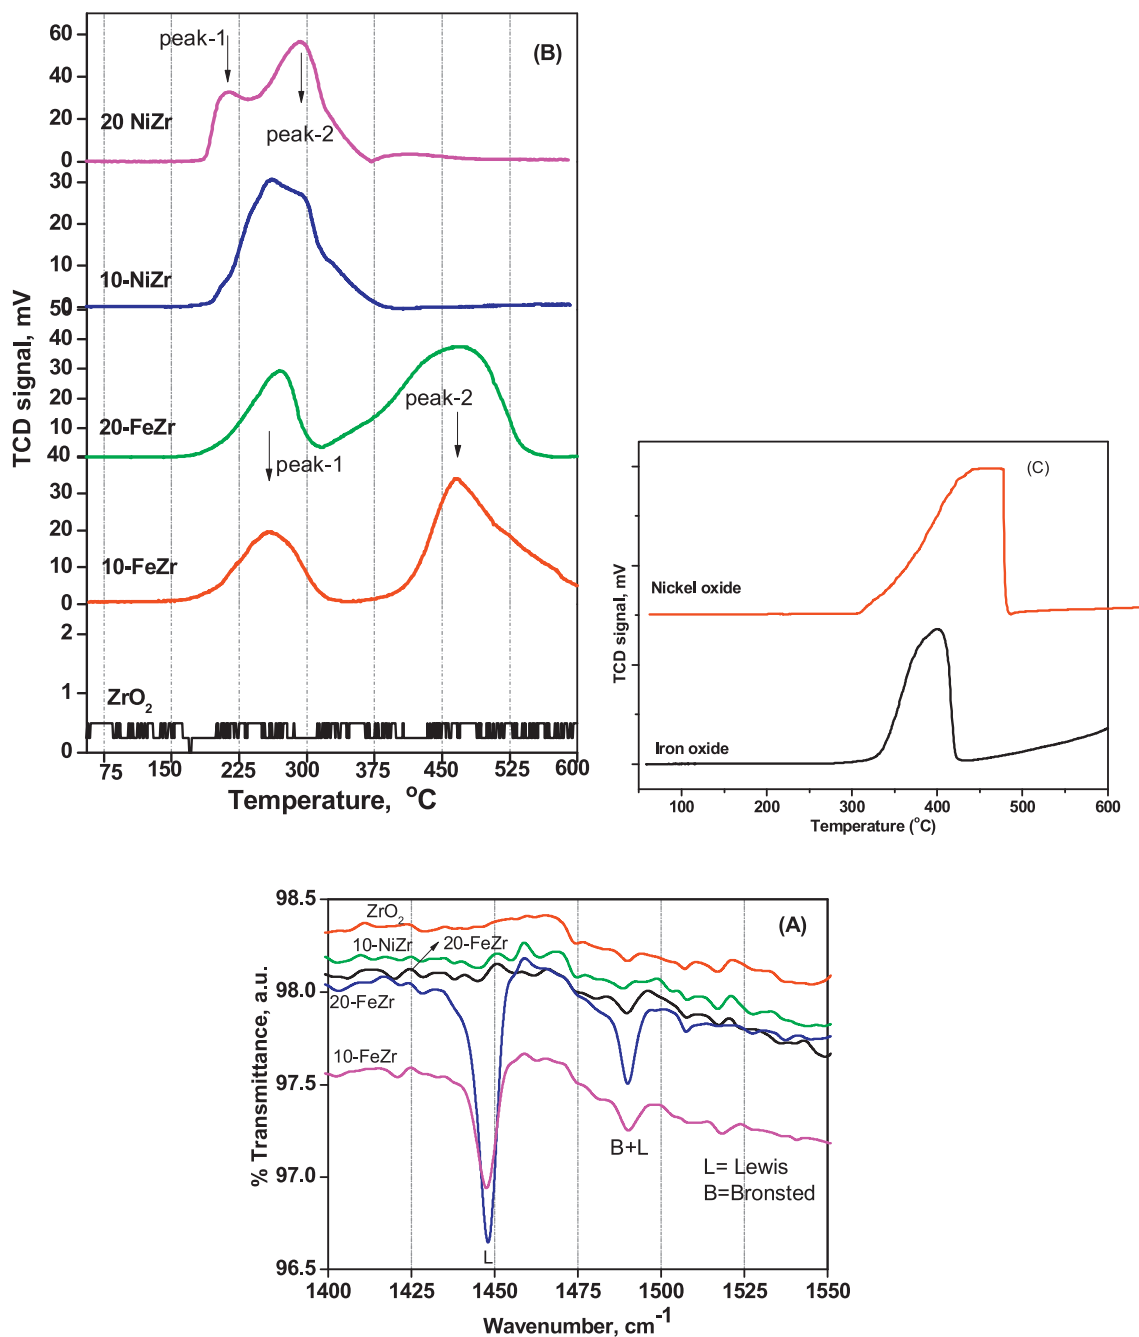 (B)
peak-1
peak-2
20 NiZr
60
40
20
0
10-NiZr
30
20
10
0
50
20-FeZr
40
30
20
10
40
peak-2
peak-1
10-FeZr
30
20
10
0
ZrO2
2
1
0
TCD signal, mV
75 150 225 300 375 450 525 600
Temperature, °C
(C)
Nickel oxide
Iron oxide
TCD signal, mV
100 200 300 400 500 600
Temperature (°C)
(A)
98.5
98.0
97.5
97.0
96.5
% Transmittance, a.u.
ZrO2
10-NiZr
20-FeZr
20-FeZr
10-FeZr
B+L
L
L= Lewis
B=Bronsted
1400 1425 1450 1475 1500 1525 1550
Wavenumber, cm-1